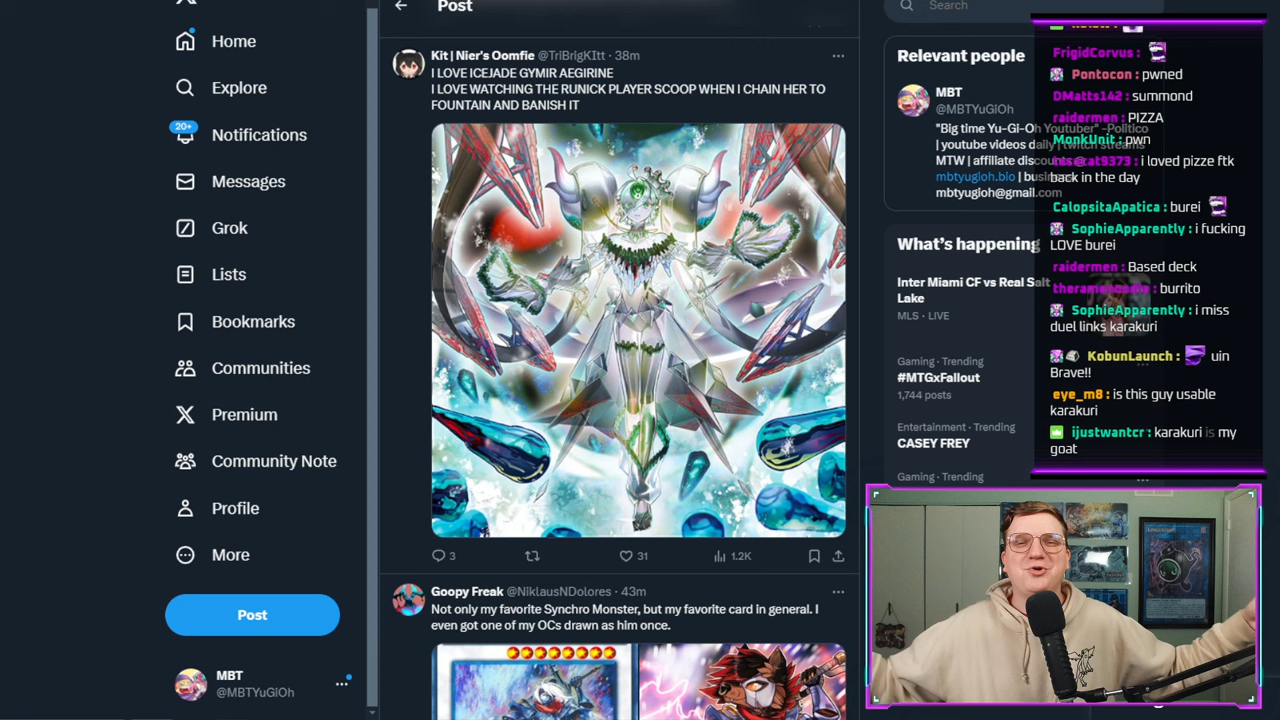 Post
Home
Explore
20+
Notifications
Messages
Grok
Lists
Bookmarks
Communities
Premium
Community Note
Profile
More
Post
MBT
@MBTYuGiOh
Kit | Nier's Oomfie @TriBrigKItt · 38m
I LOVE ICEJADE GYMIR AEGIRINE
I LOVE WATCHING THE RUNICK PLAYER SCOOP WHEN I CHAIN HER TO
FOUNTAIN AND BANISH IT
3
31
1.2K
Goopy Freak @NiklausNDolores · 43m
Not only my favorite Synchro Monster, but my favorite card in general. I
even got one of my OCs drawn as him once.
Search
Relevant people
MBT
@MBTYuGiOh
"Big time Yu-Gi-Oh Youtuber" -Politico
| youtube videos daily | twitch streams
MTW | affiliate
mbtyugioh.blo
mbtyugioh@gmail.com
What's happening
Inter Miami CF vs Real Salt
Lake
MLS · LIVE
Gaming · Trending
#MTGxFallout
1,744 posts
Entertainment · Trending
CASEY FREY
Gaming · Trending
FrigidCorvus :
Pontocon : pwned
DMatts142 : summond
raidermen : PIZZA
MonkUnit : pwn
i loved pizze ftk
back in the day
CalopsitaApatica : burei
SophieApparently : i fucking
LOVE burei
raidermen : Based deck
burrito
SophieApparently : i miss
duel links karakuri
KobunLaunch : uin
Brave!!
eye_m8 : is this guy usable
karakuri
ijustwantcr : karakuri is my
goat